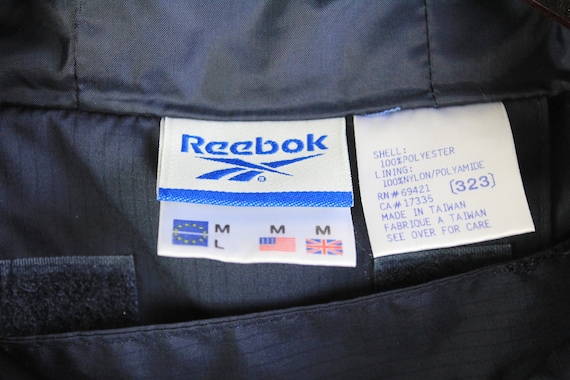 Reebok
®
M M M
L
SHELL:
100%POLYESTER
LINING:
100%NYLON/POLYAMIDE
RN#69421 [323]
CA#17335
MADE IN TAIWAN
FABRIQUE A TAIWAN
SEE OVER FOR CARE